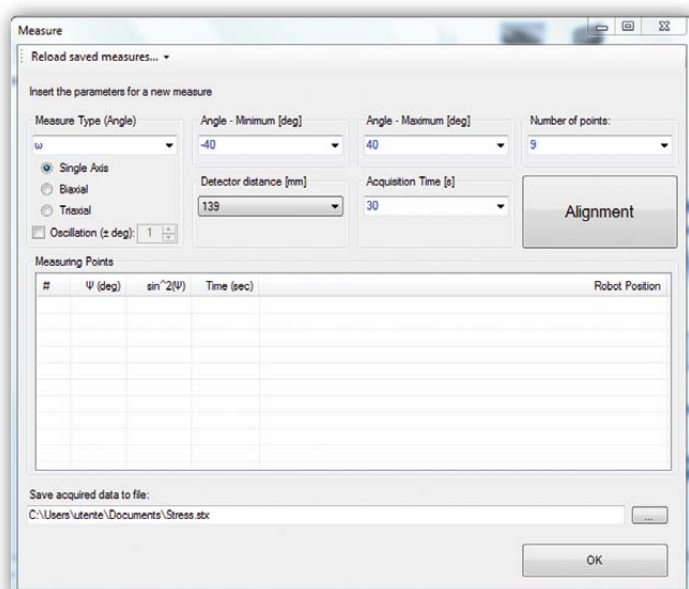 Measure
Reload saved measures...
Insert the parameters for a new measure
Measure Type (Angle)
ω
Single Axis
Biaxial
Triaxial
Oscillation (± deg): 1
Angle - Minimum [deg]
-40
Angle - Maximum [deg]
40
Number of points:
9
Detector distance [mm]
139
Acquisition Time [s]
30
Alignment
Measuring Points
# Ψ (deg) sin^2(Ψ) Time (sec) Robot Position
Save acquired data to file:
C:\Users\utente\Documents\Stress.stx
...
OK